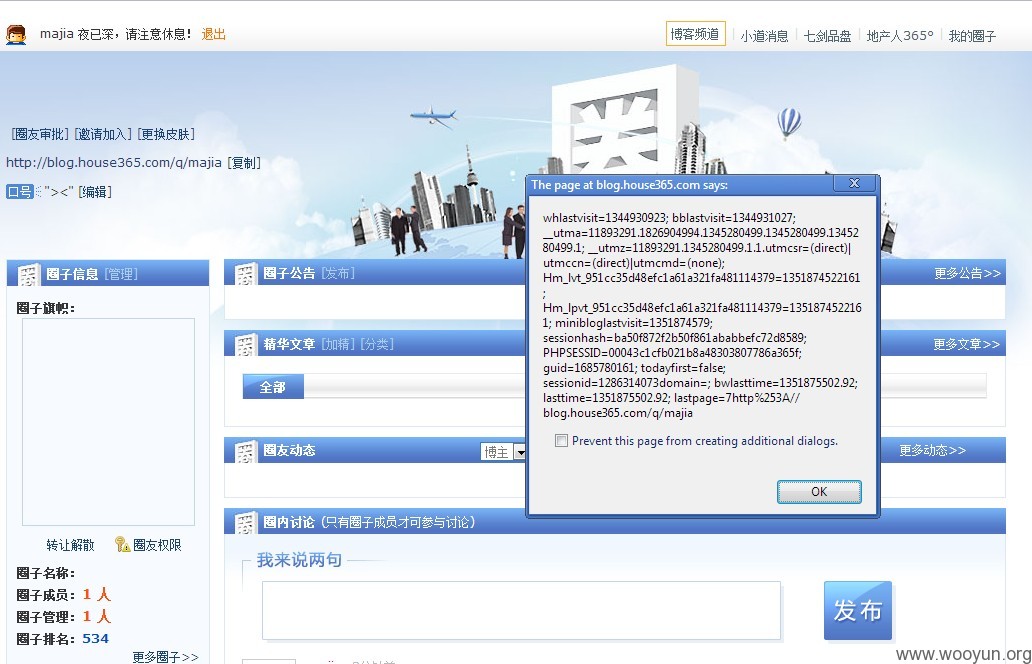 majia 夜已深，请注意休息！ 退出
博客频道 小道消息 七剑品盘 地产人365° 我的圈子
[圈友审批] [邀请加入] [更换皮肤]
http://blog.house365.com/q/majia [复制]
口号: "><" [编辑]
The page at blog.house365.com says:
whlastvisit=1344930923; bblastvisit=1344931027;
__utma=11893291.1826904994.1345280499.1345280499.1345
280499.1; __utmz=11893291.1345280499.1.1.utmcsr=(direct)|
utmccn=(direct)|utmcmd=(none);
Hm_lvt_951cc35d48efc1a61a321fa481114379=1351874522161
;
Hm_lpvt_951cc35d48efc1a61a321fa481114379=135187452216
1; minibloglastvisit=1351874579;
sessionhash=ba50f872f2b50f861ababbefc72d8589;
PHPSESSID=00043c1cfb021b8a48303807786a365f;
guid=1685780161; todayfirst=false;
sessionid=1286314073domain=; bwlasttime=1351875502.92;
lasttime=1351875502.92; lastpage=7http%253A//
blog.house365.com/q/majia
Prevent this page from creating additional dialogs.
OK
圈子信息 [管理]
圈子旗帜：
转让解散 圈友权限
圈子名称：
圈子成员：1 人
圈子管理：1 人
圈子排名：534
更多圈子>>
圈子公告 [发布] 更多公告>>
精华文章 [加精] [分类] 更多文章>>
全部
圈友动态 博主 更多动态>>
圈内讨论 (只有圈子成员才可参与讨论)
我来说两句
发布
www.wooyun.org